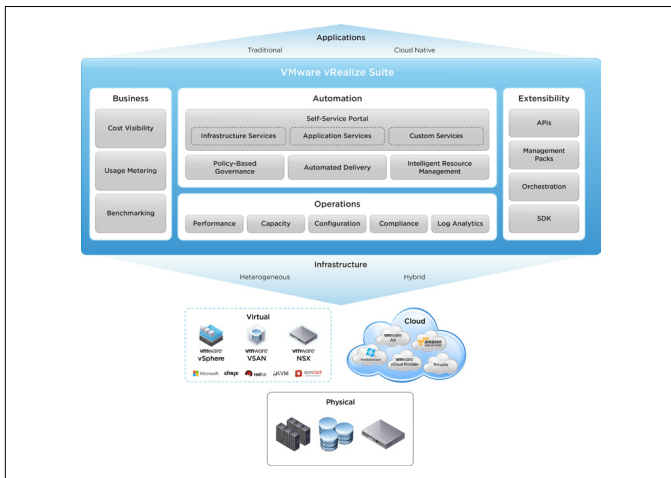 Applications
Traditional Cloud Native
VMware vRealize Suite
Business
Cost Visibility
Usage Metering
Benchmarking
Automation
Self-Service Portal
Infrastructure Services Application Services Custom Services
Policy-Based Governance
Automated Delivery
Intelligent Resource Management
Operations
Performance Capacity Configuration Compliance Log Analytics
Extensibility
APIs
Management Packs
Orchestration
SDK
Infrastructure
Heterogeneous Hybrid
Virtual
vmware vSphere
vmware VSAN
vmware NSX
Microsoft citrix redhat KVM openstack
Cloud
vmware
amazon
vmware
vCloud Provider
Private
Physical